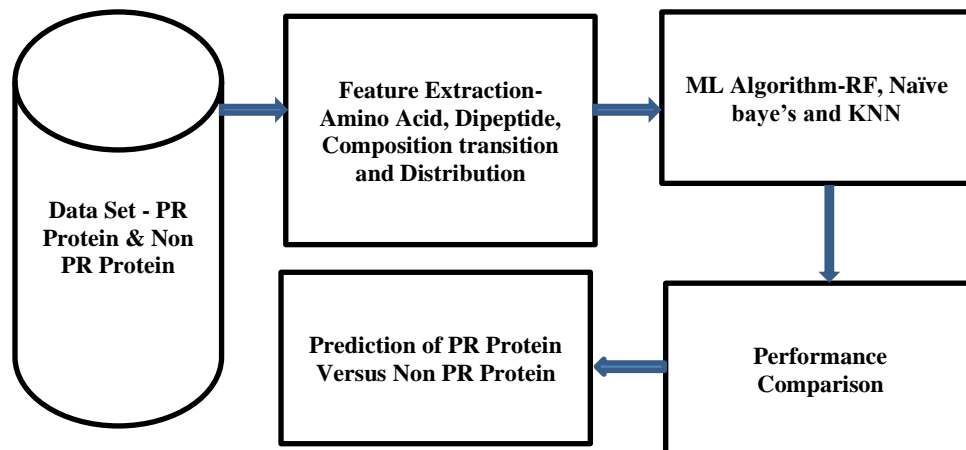 Data Set - PR
Protein & Non
PR Protein
Feature Extraction-
Amino Acid, Dipeptide,
Composition transition
and Distribution
ML Algorithm-RF, Naïve
baye’s and KNN
Performance
Comparison
Prediction of PR Protein
Versus Non PR Protein